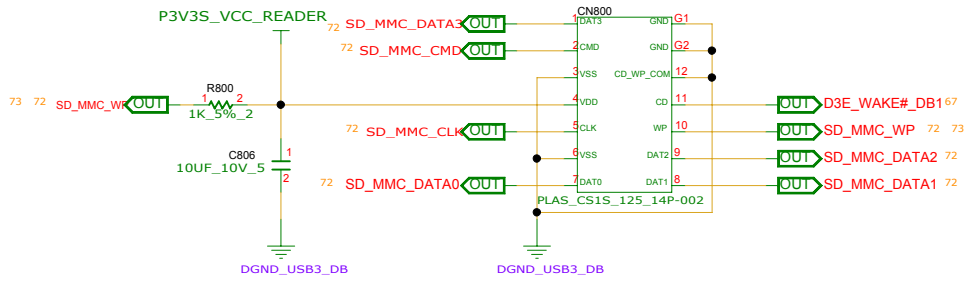 P3V3S_VCC_READER
CN800
72 SD_MMC_DATA3 OUT 1 DAT3 GND G1
72 SD_MMC_CMD OUT 2 CMD GND G2
3 VSS CD_WP_COM 12
73 72 SD_MMC_WP OUT 1 R800 2 4 VDD CD 11 OUT D3E_WAKE#_DB1 67
1K_5%_2
72 SD_MMC_CLK OUT 5 CLK WP 10 OUT SD_MMC_WP 72 73
C806 1
10UF_10V_5
2
6 VSS DAT2 9 OUT SD_MMC_DATA2 72
72 SD_MMC_DATA0 OUT 7 DAT0 DAT1 8 OUT SD_MMC_DATA1 72
PLAS_CS1S_125_14P-002
DGND_USB3_DB
DGND_USB3_DB